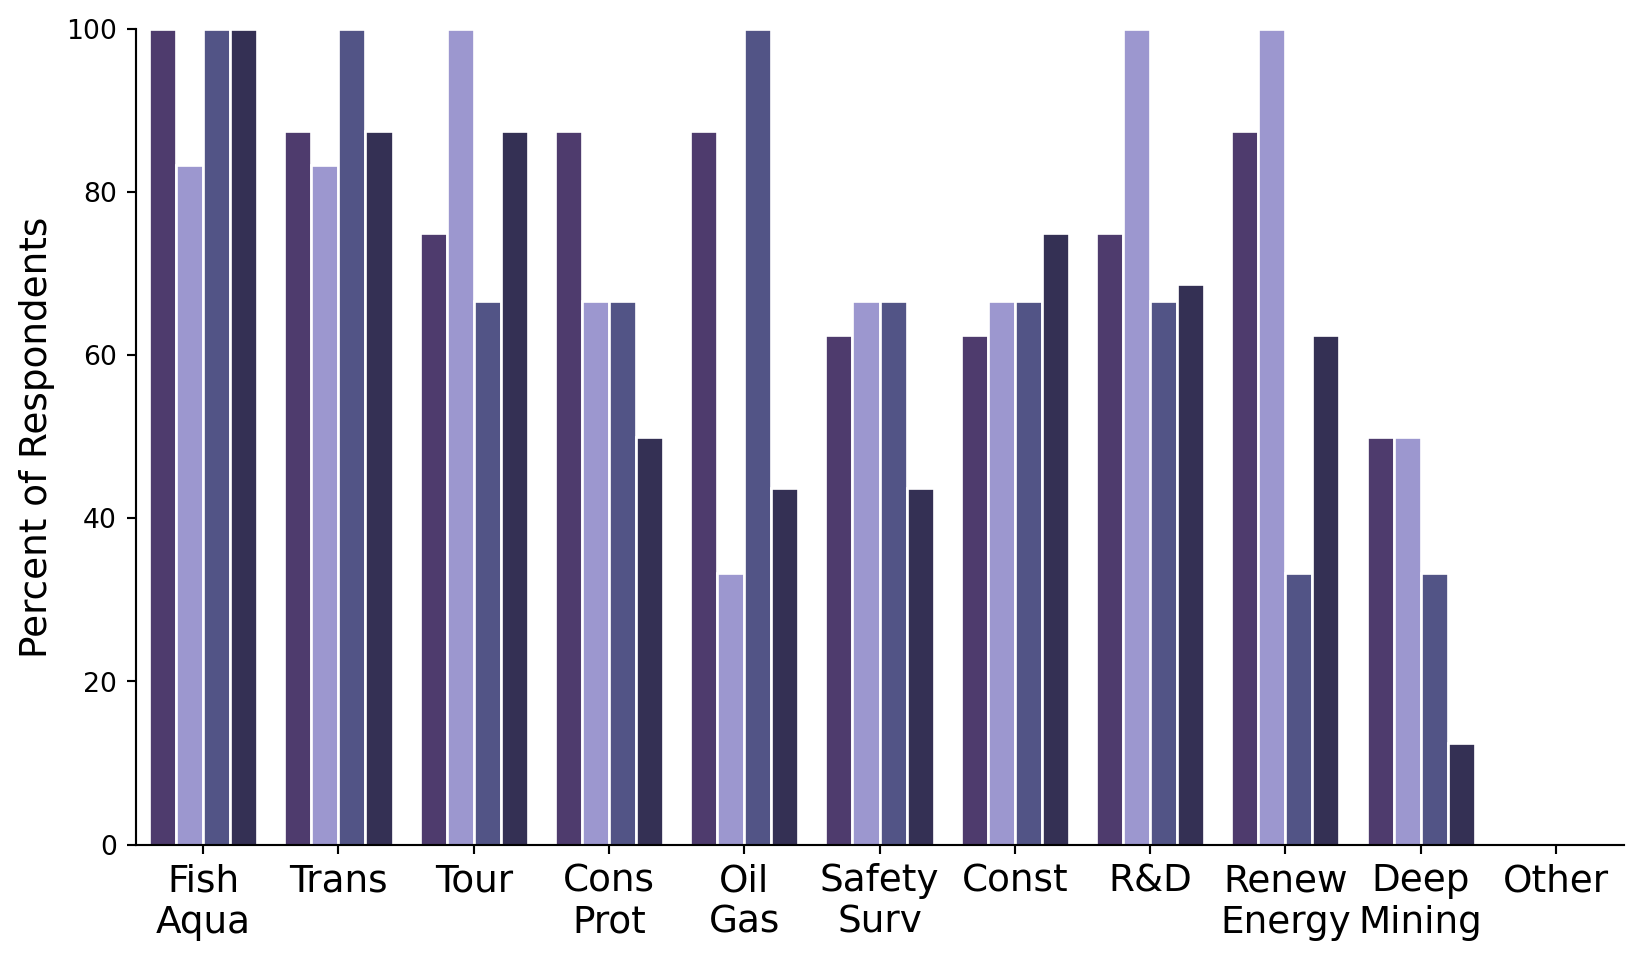 Percent of Respondents
100
80
60
40
20
0
Fish Aqua
Trans
Tour
Cons Prot
Oil Gas
Safety Surv
Const
R&D
Renew Energy
Deep Mining
Other